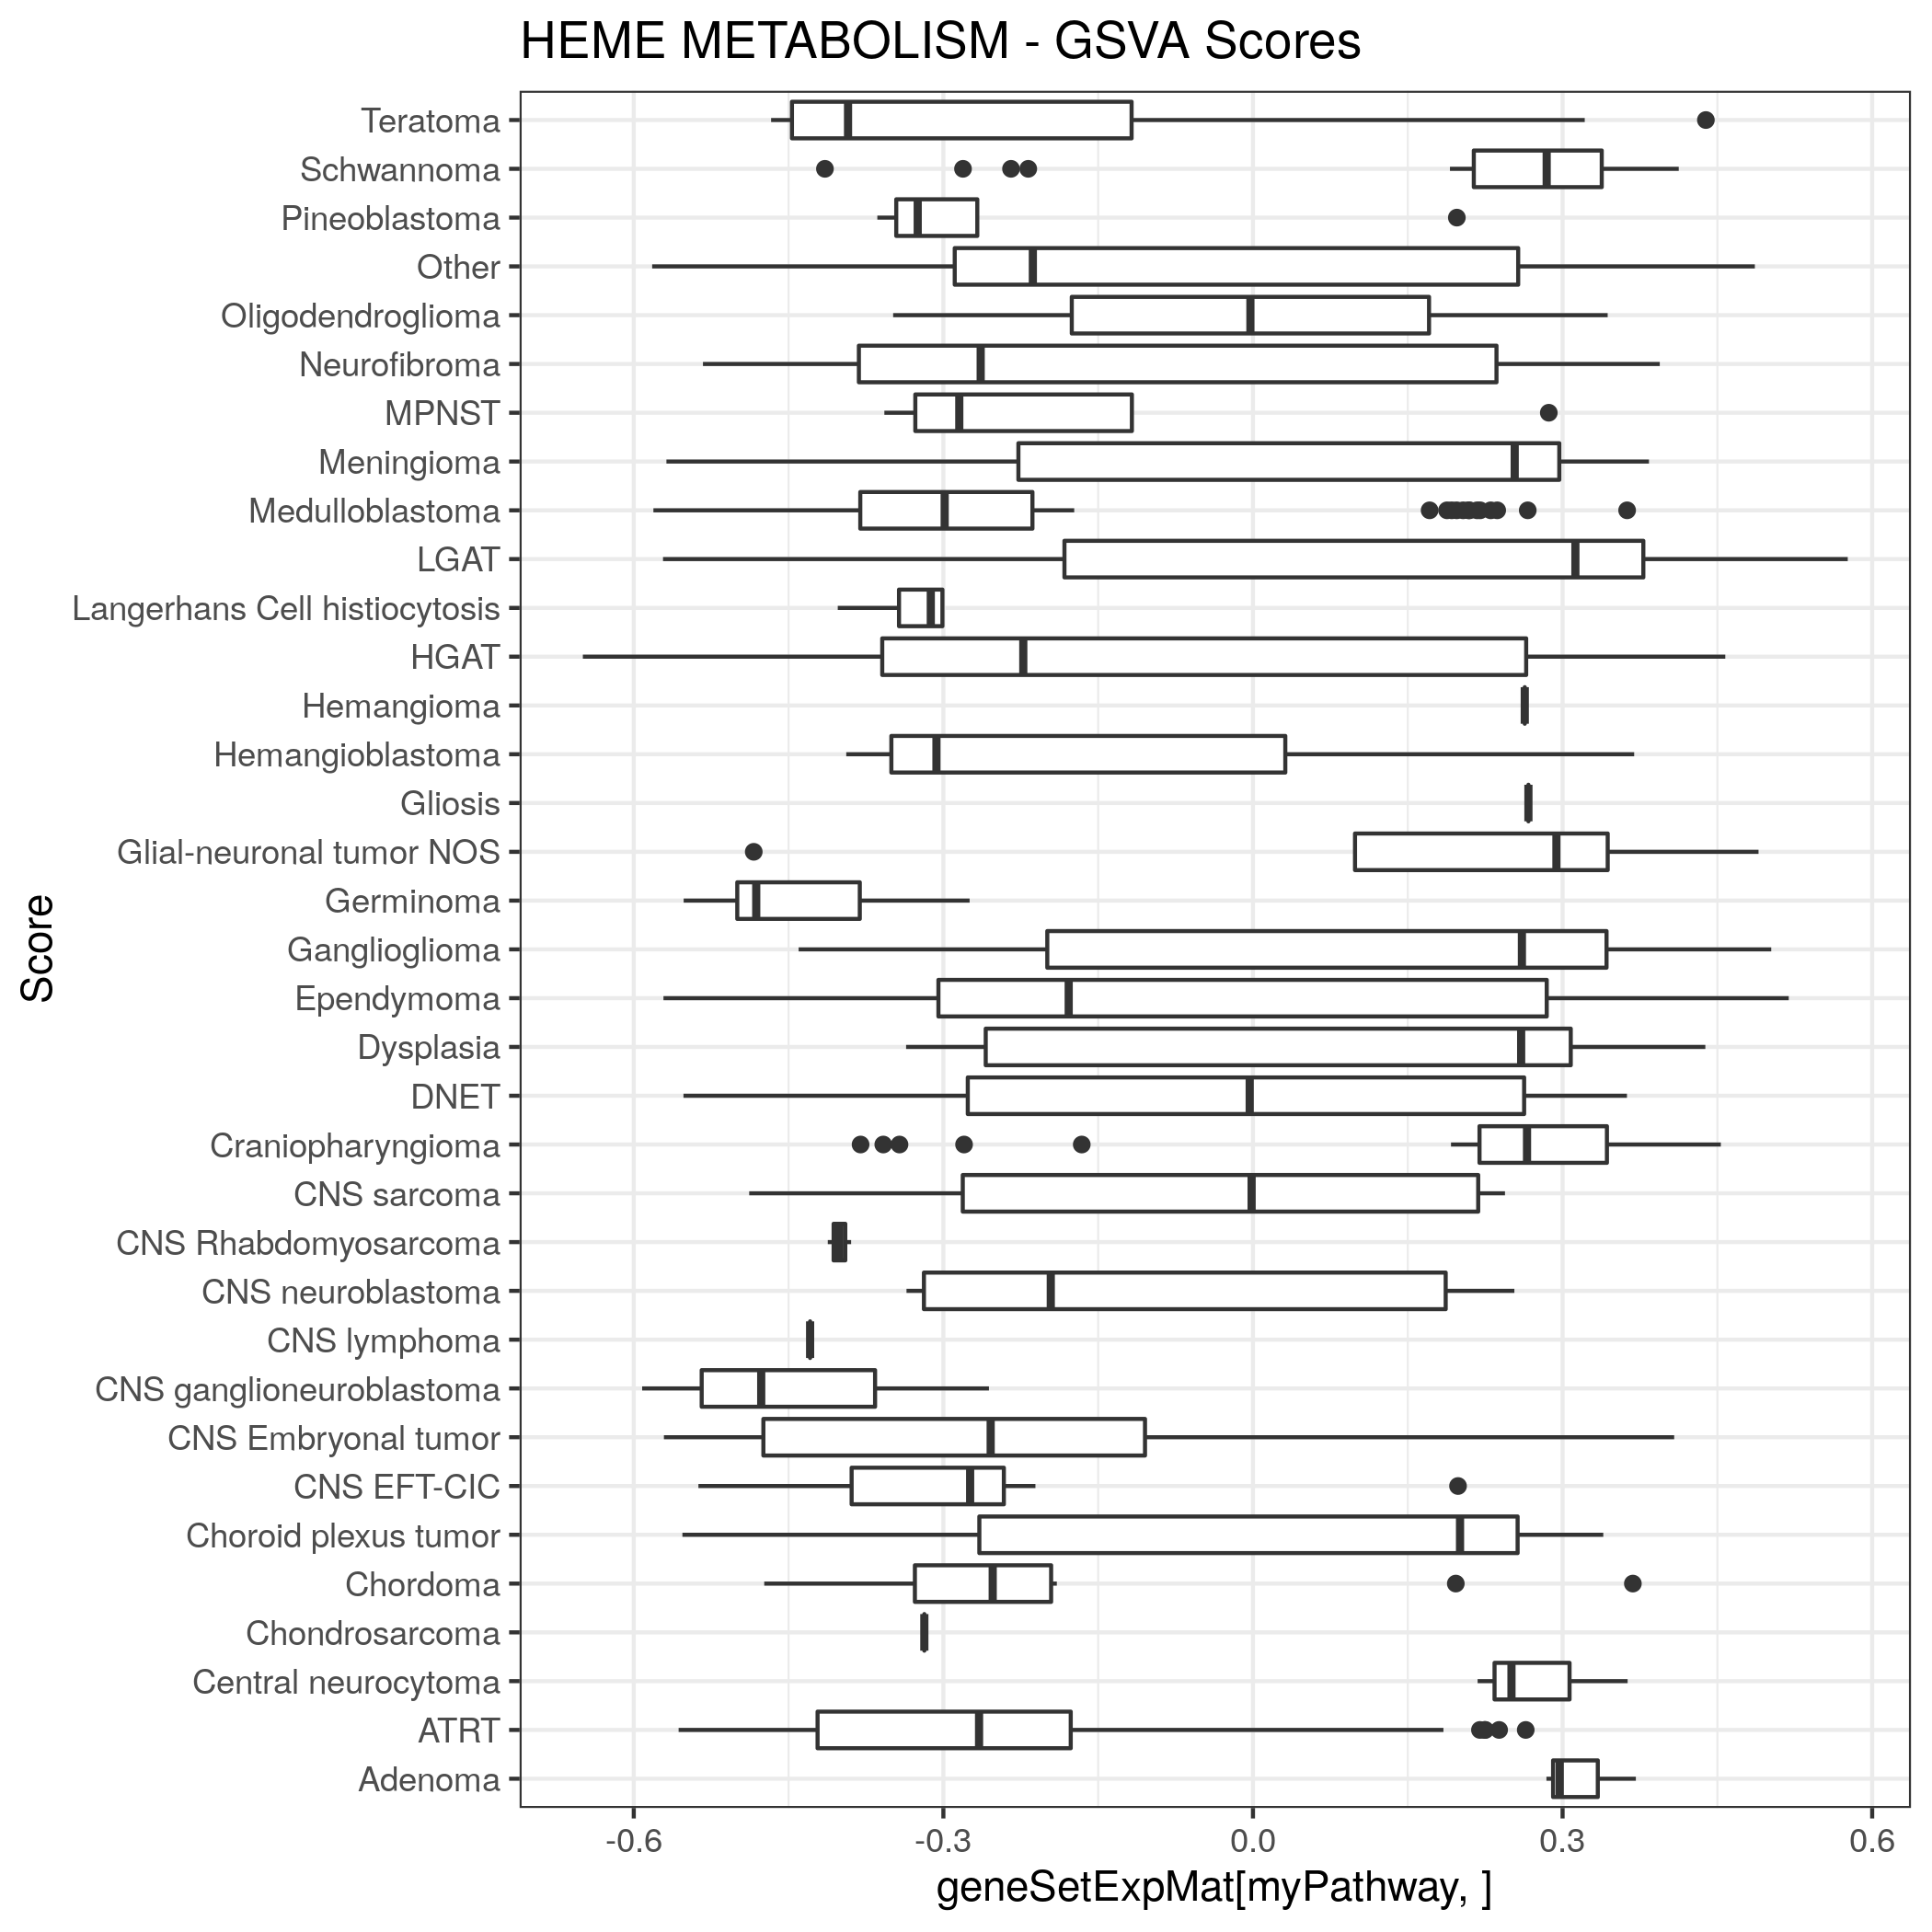 HEME METABOLISM - GSVA Scores
Teratoma
Schwannoma
Pineoblastoma
Other
Oligodendroglioma
Neurofibroma
MPNST
Meningioma
Medulloblastoma
LGAT
Langerhans Cell histiocytosis
HGAT
Hemangioma
Hemangioblastoma
Gliosis
Glial-neuronal tumor NOS
Germinoma
Ganglioglioma
Ependymoma
Dysplasia
DNET
Craniopharyngioma
CNS sarcoma
CNS Rhabdomyosarcoma
CNS neuroblastoma
CNS lymphoma
CNS ganglioneuroblastoma
CNS Embryonal tumor
CNS EFT-CIC
Choroid plexus tumor
Chordoma
Chondrosarcoma
Central neurocytoma
ATRT
Adenoma
Score
-0.6 -0.3 0.0 0.3 0.6
geneSetExpMat[myPathway, ]